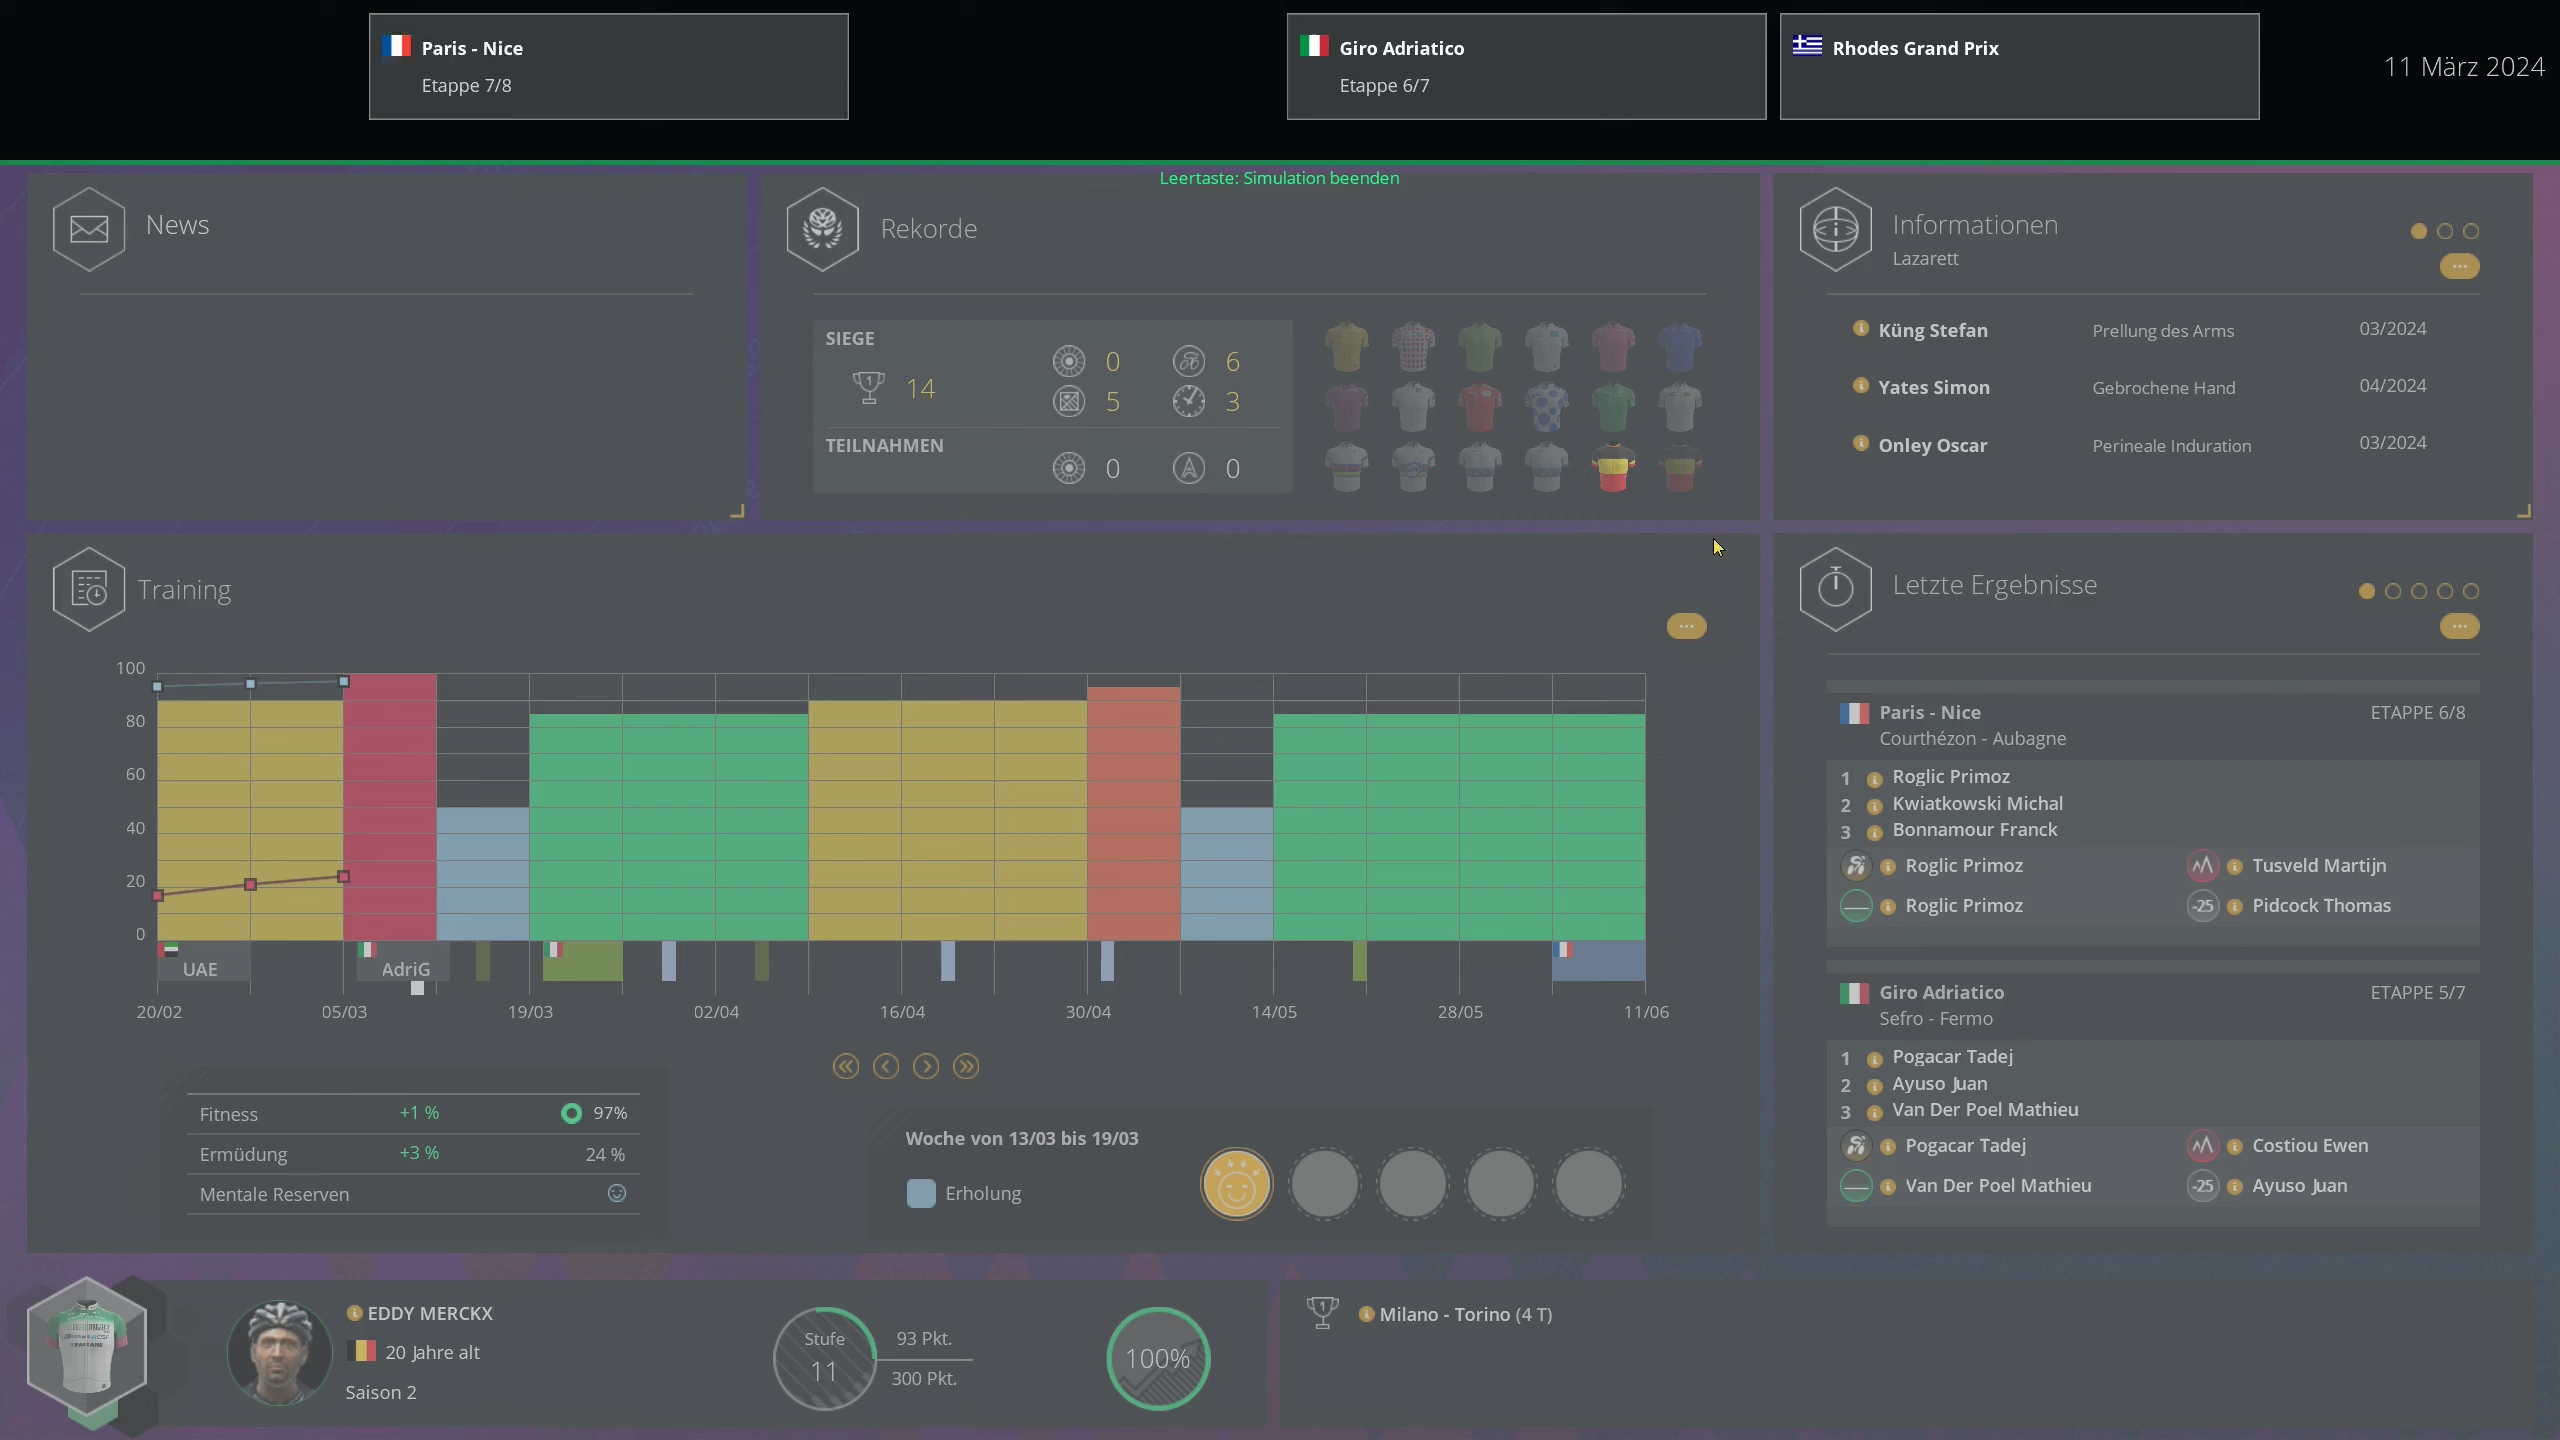 Paris - Nice
Etappe 7/8
Giro Adriatico
Etappe 6/7
Rhodes Grand Prix
11 März 2024
Leertaste: Simulation beenden
News
Rekorde
SIEGE
14
0
6
5
3
TEILNAHMEN
0
0
Informationen
Lazarett
Küng Stefan Prellung des Arms 03/2024
Yates Simon Gebrochene Hand 04/2024
Onley Oscar Perineale Induration 03/2024
Training
100
80
60
40
20
0
UAE
AdriG
20/02 05/03 19/03 02/04 16/04 30/04 14/05 28/05 11/06
Fitness +1 % 97%
Ermüdung +3 % 24 %
Mentale Reserven
Woche von 13/03 bis 19/03
Erholung
Letzte Ergebnisse
Paris - Nice ETAPPE 6/8
Courthézon - Aubagne
1 Roglic Primoz
2 Kwiatkowski Michal
3 Bonnamour Franck
Roglic Primoz Tusveld Martijn
Roglic Primoz -25 Pidcock Thomas
Giro Adriatico ETAPPE 5/7
Sefro - Fermo
1 Pogacar Tadej
2 Ayuso Juan
3 Van Der Poel Mathieu
Pogacar Tadej Costiou Ewen
Van Der Poel Mathieu -25 Ayuso Juan
EDDY MERCKX
20 Jahre alt
Saison 2
Stufe
11
93 Pkt.
300 Pkt.
100%
Milano - Torino (4 T)